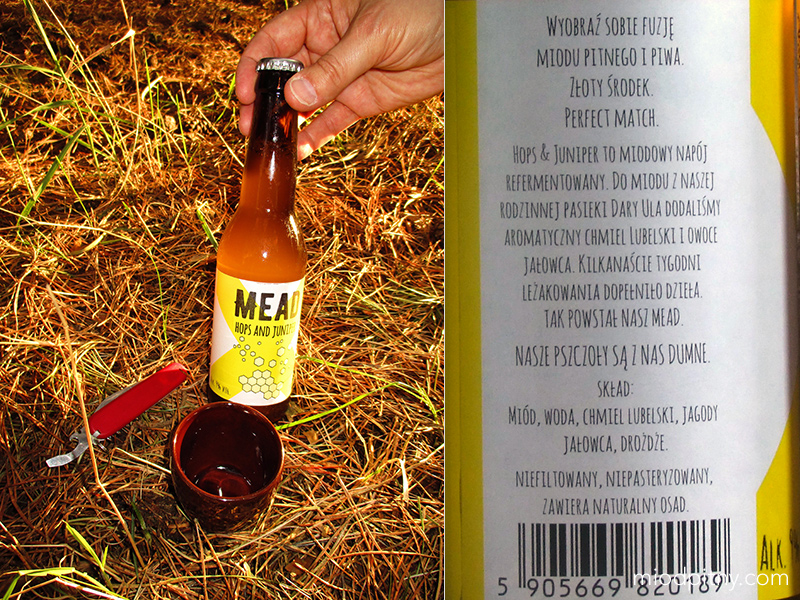 MEAD
HOPS AND JUNI
WYOBRAŹ SOBIE FUZJĘ
MIODU PITNEGO I PIWA.
ZŁOTY ŚRODEK.
PERFECT MATCH.
HOPS & JUNIPER TO MIODOWY NAPÓJ
REFERMENTOWANY. DO MIODU Z NASZEJ
RODZINNEJ PASIEKI DARY ULA DODALIŚMY
AROMATYCZNY CHMIEL LUBELSKI I OWOCE
JAŁOWCA. KILKANAŚCIE TYGODNI
LEŻAKOWANIA DOPEŁNIŁO DZIEŁA.
TAK POWSTAŁ NASZ MEAD.
NASZE PSZCZOŁY SĄ Z NAS DUMNE.
SKŁAD:
MIÓD, WODA, CHMIEL LUBELSKI, JAGODY
JAŁOWCA, DROŻDŻE.
NIEFILTOWANY, NIEPASTERYZOWANY,
ZAWIERA NATURALNY OSAD.
5 905669 820189
ALK.